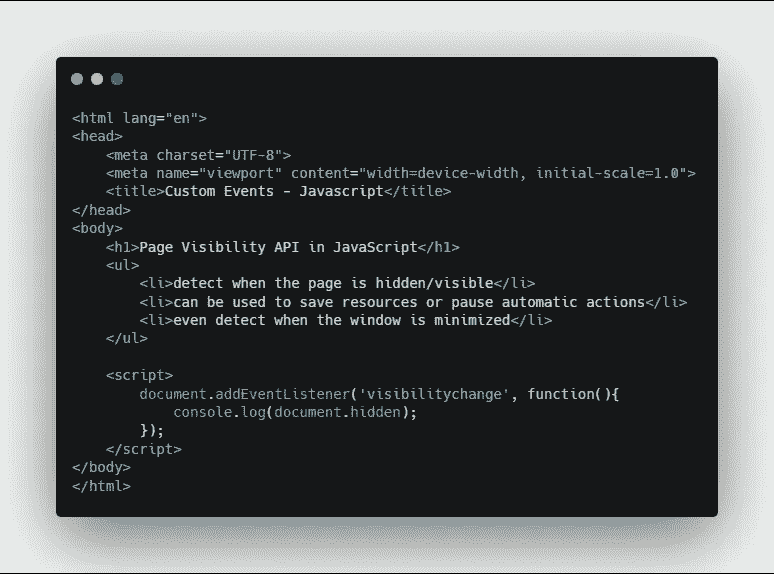 <html lang="en">
<head>
    <meta charset="UTF-8">
    <meta name="viewport" content="width=device-width, initial-scale=1.0">
    <title>Custom Events - Javascript</title>
</head>
<body>
    <h1>Page Visibility API in JavaScript</h1>
    <ul>
        <li>detect when the page is hidden/visible</li>
        <li>can be used to save resources or pause automatic actions</li>
        <li>even detect when the window is minimized</li>
    </ul>

    <script>
        document.addEventListener('visibilitychange', function(){
            console.log(document.hidden);
        });
    </script>
</body>
</html>